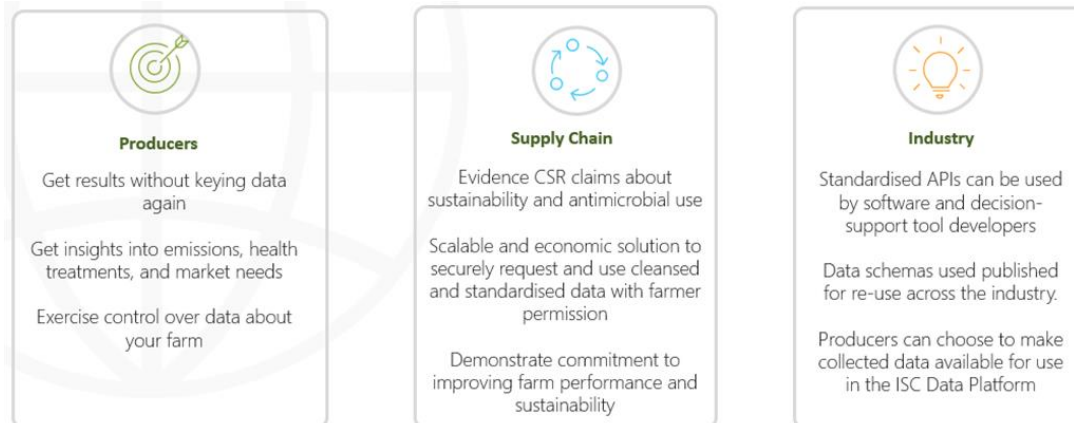 Producers
Get results without keying data
again
Get insights into emissions, health
treatments, and market needs
Exercise control over data about
your farm
Supply Chain
Evidence CSR claims about
sustainability and antimicrobial use
Scalable and economic solution to
securely request and use cleansed
and standardised data with farmer
permission
Demonstrate commitment to
improving farm performance and
sustainability
Industry
Standardised APIs can be used
by software and decision-
support tool developers
Data schemas used published
for re-use across the industry.
Producers can choose to make
collected data available for use
in the ISC Data Platform